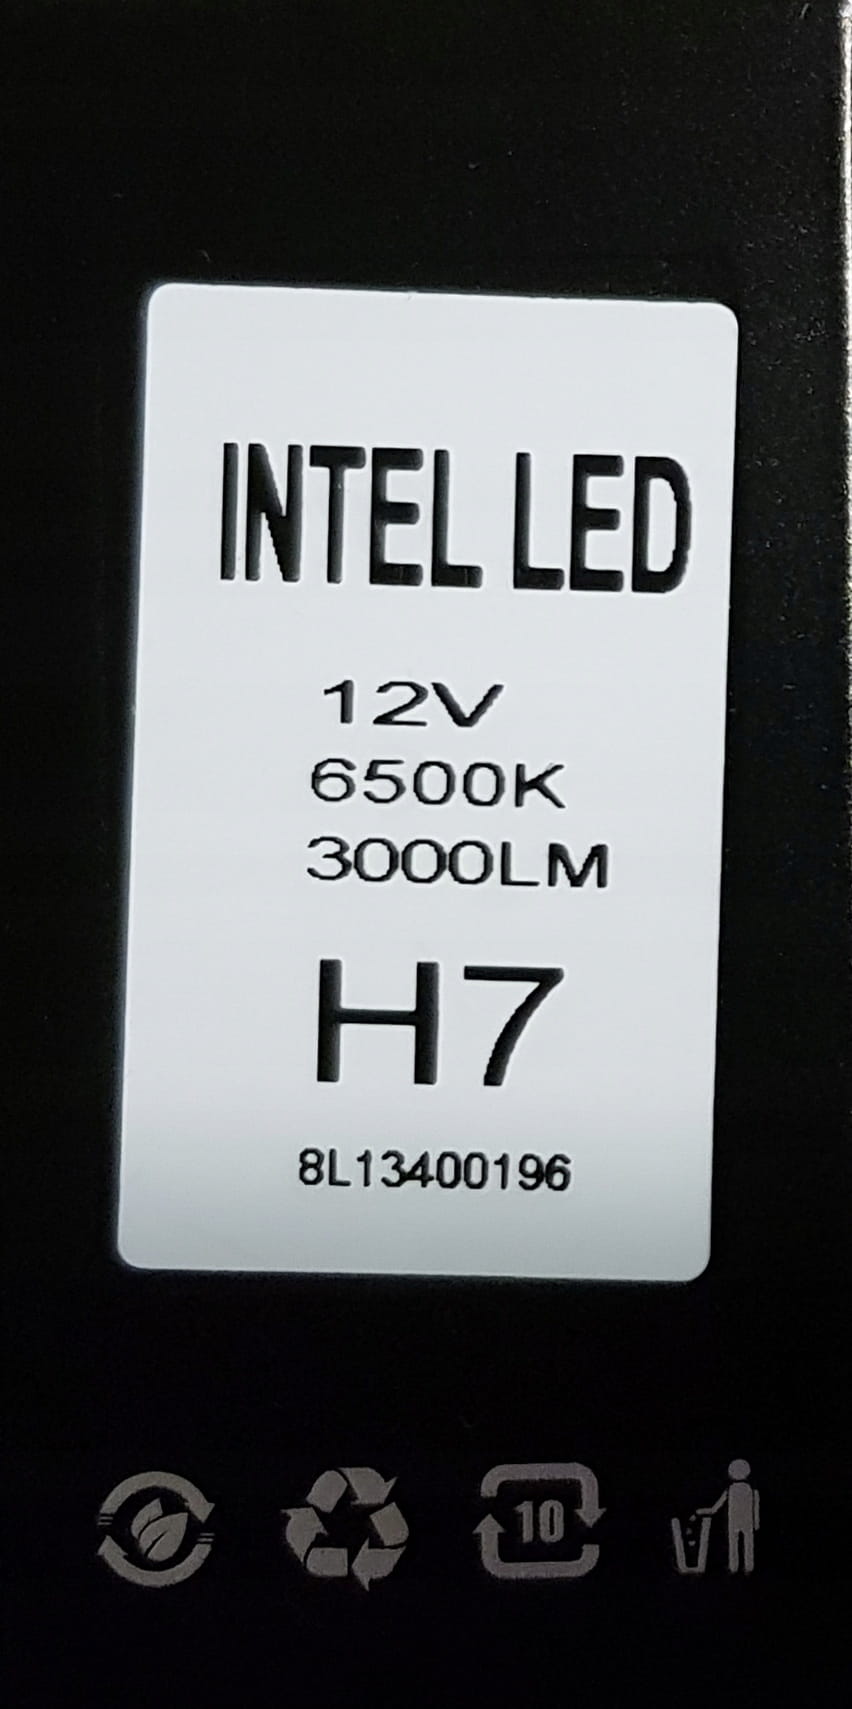 INTEL LED
12V
6500K
3000LM
H7
8L13400196
10